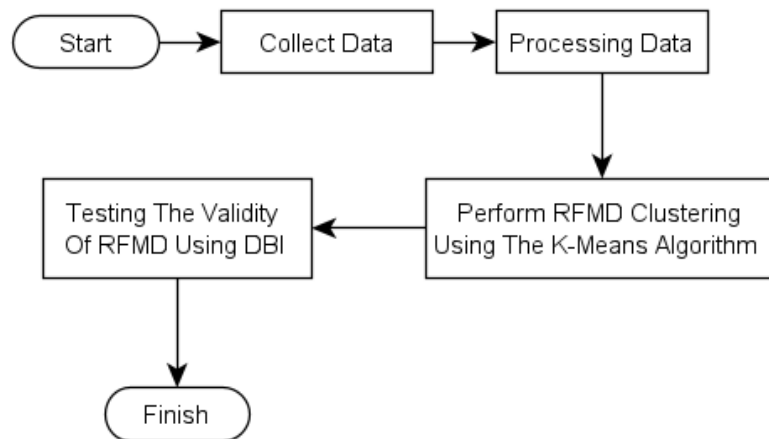 Start
Collect Data
Processing Data
Perform RFMD Clustering
Using The K-Means Algorithm
Testing The Validity
Of RFMD Using DBI
Finish